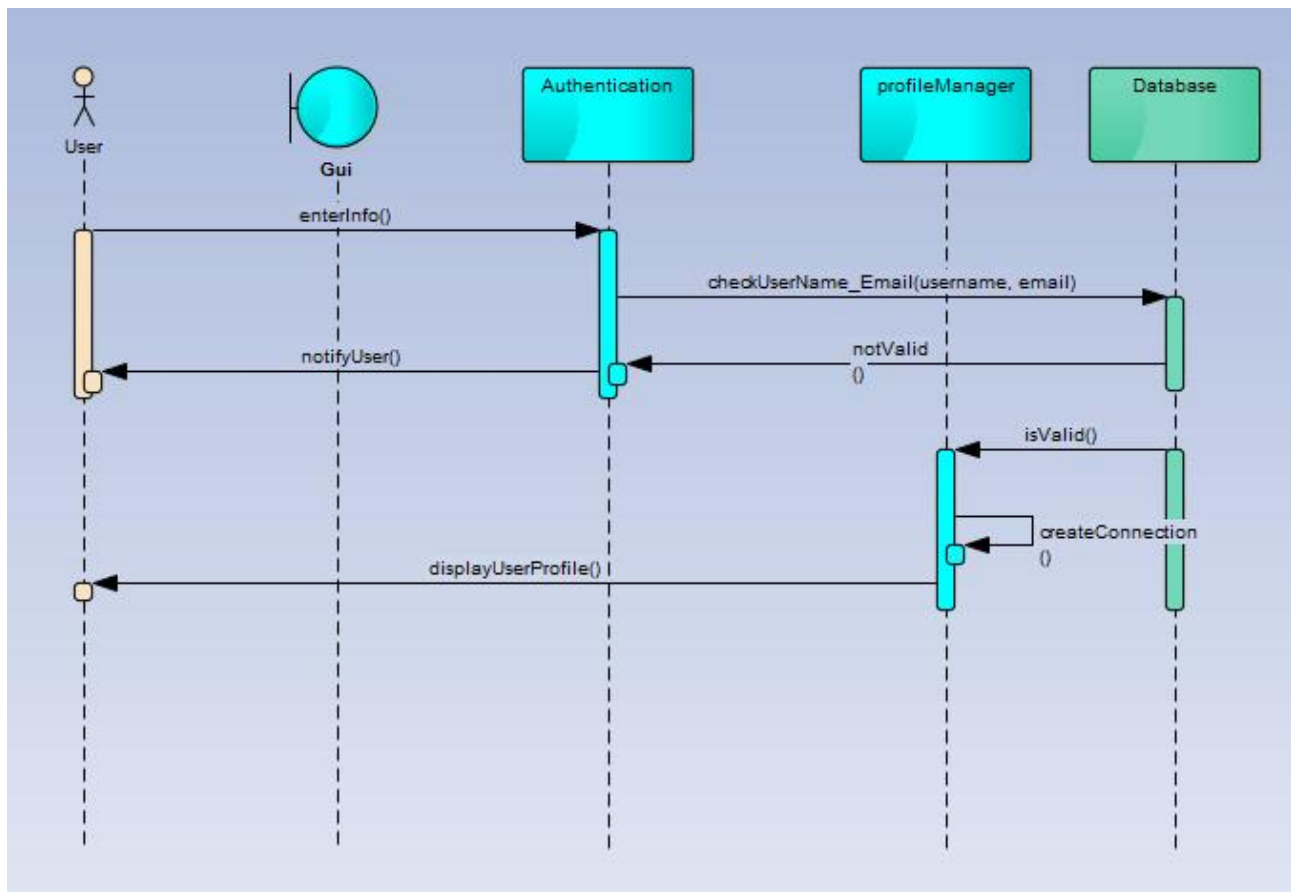 User
Gui
Authentication
profileManager
Database
enterInfo()
checkUserName_Email(username, email)
notValid
()
notifyUser()
isValid()
createConnection
()
displayUserProfile()